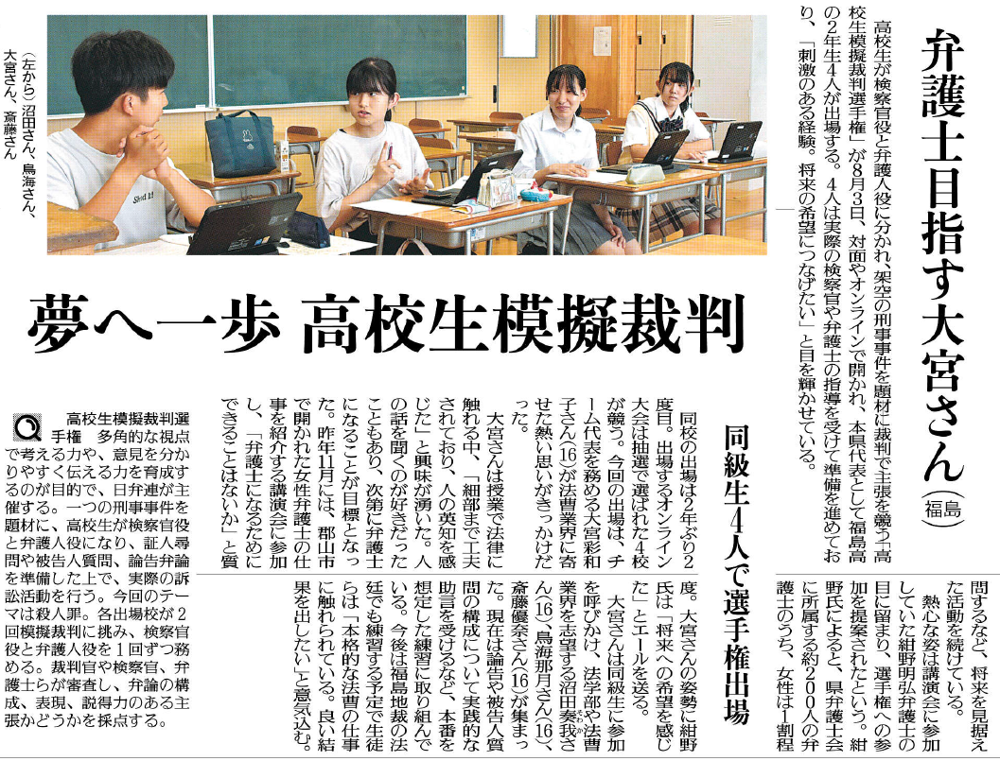 弁護士目指す大宮さん(福島)
夢へ一歩 高校生模擬裁判
同級生4人で選手権出場
(左から)沼田さん、鳥海さん、
大宮さん、斎藤さん
高校生が検察官役と弁護人役に分かれ、架空の刑事事件を題材に裁判で主張を競う「高
校生模擬裁判選手権」が8月3日、対面やオンラインで開かれ、本県代表として福島高
の2年生4人が出場する。4人は実際の検察官や弁護士の指導を受けて準備を進めてお
り、「刺激のある経験。将来の希望につなげたい」と目を輝かせている。
同校の出場は2年ぶり2
度目。出場するオンライン
大会は抽選で選ばれた4校
が競う。今回の出場は、チ
ーム代表を務める大宮彩和
子さん(16)が法曹業界に寄
せた熱い思いがきっかけだ
った。
大宮さんは授業で法律に
触れる中、「細部まで工夫
されており、人の英知を感
じた」と興味が湧いた。人
の話を聞くのが好きだった
こともあり、次第に弁護士
になることが目標となっ
た。昨年11月には、郡山市
で開かれた女性弁護士の仕
事を紹介する講演会に参加
し、「弁護士になるために
できることはないか」と質
問するなど、将来を見据え
た活動を続けている。
熱心な姿は講演会に参加
していた紺野明弘弁護士の
目に留まり、選手権への参
加を提案されたという。紺
野氏によると、県弁護士会
に所属する約200人の弁
護士のうち、女性は1割程
度。大宮さんの姿勢に紺野
氏は「将来への希望を感じ
た」とエールを送る。
大宮さんは同級生に参加
を呼びかけ、法学部や法曹
業界を志望する沼田奏我さ
ん(16)、鳥海那月さん(16)、
斎藤優奈さん(16)が集まっ
た。現在は論告や被告人質
問の構成について実践的な
助言を受けるなど、本番を
想定した練習に取り組んで
いる。今後は福島地裁の法
廷でも練習する予定で生徒
らは「本格的な法曹の仕事
に触れられている。良い結
果を出したい」と意気込む。
高校生模擬裁判選
手権 多角的な視点
で考える力や、意見を分か
りやすく伝える力を育成す
るのが目的で、日弁連が主
催する。一つの刑事事件を
題材に、高校生が検察官役
と弁護人役になり、証人尋
問や被告人質問、論告弁論
を準備した上で、実際の訴
訟活動を行う。今回のテー
マは殺人罪。各出場校が2
回模擬裁判に挑み、検察官
役と弁護人役を1回ずつ務
める。裁判官や検察官、弁
護士らが審査し、弁論の構
成、表現、説得力のある主
張かどうかを採点する。